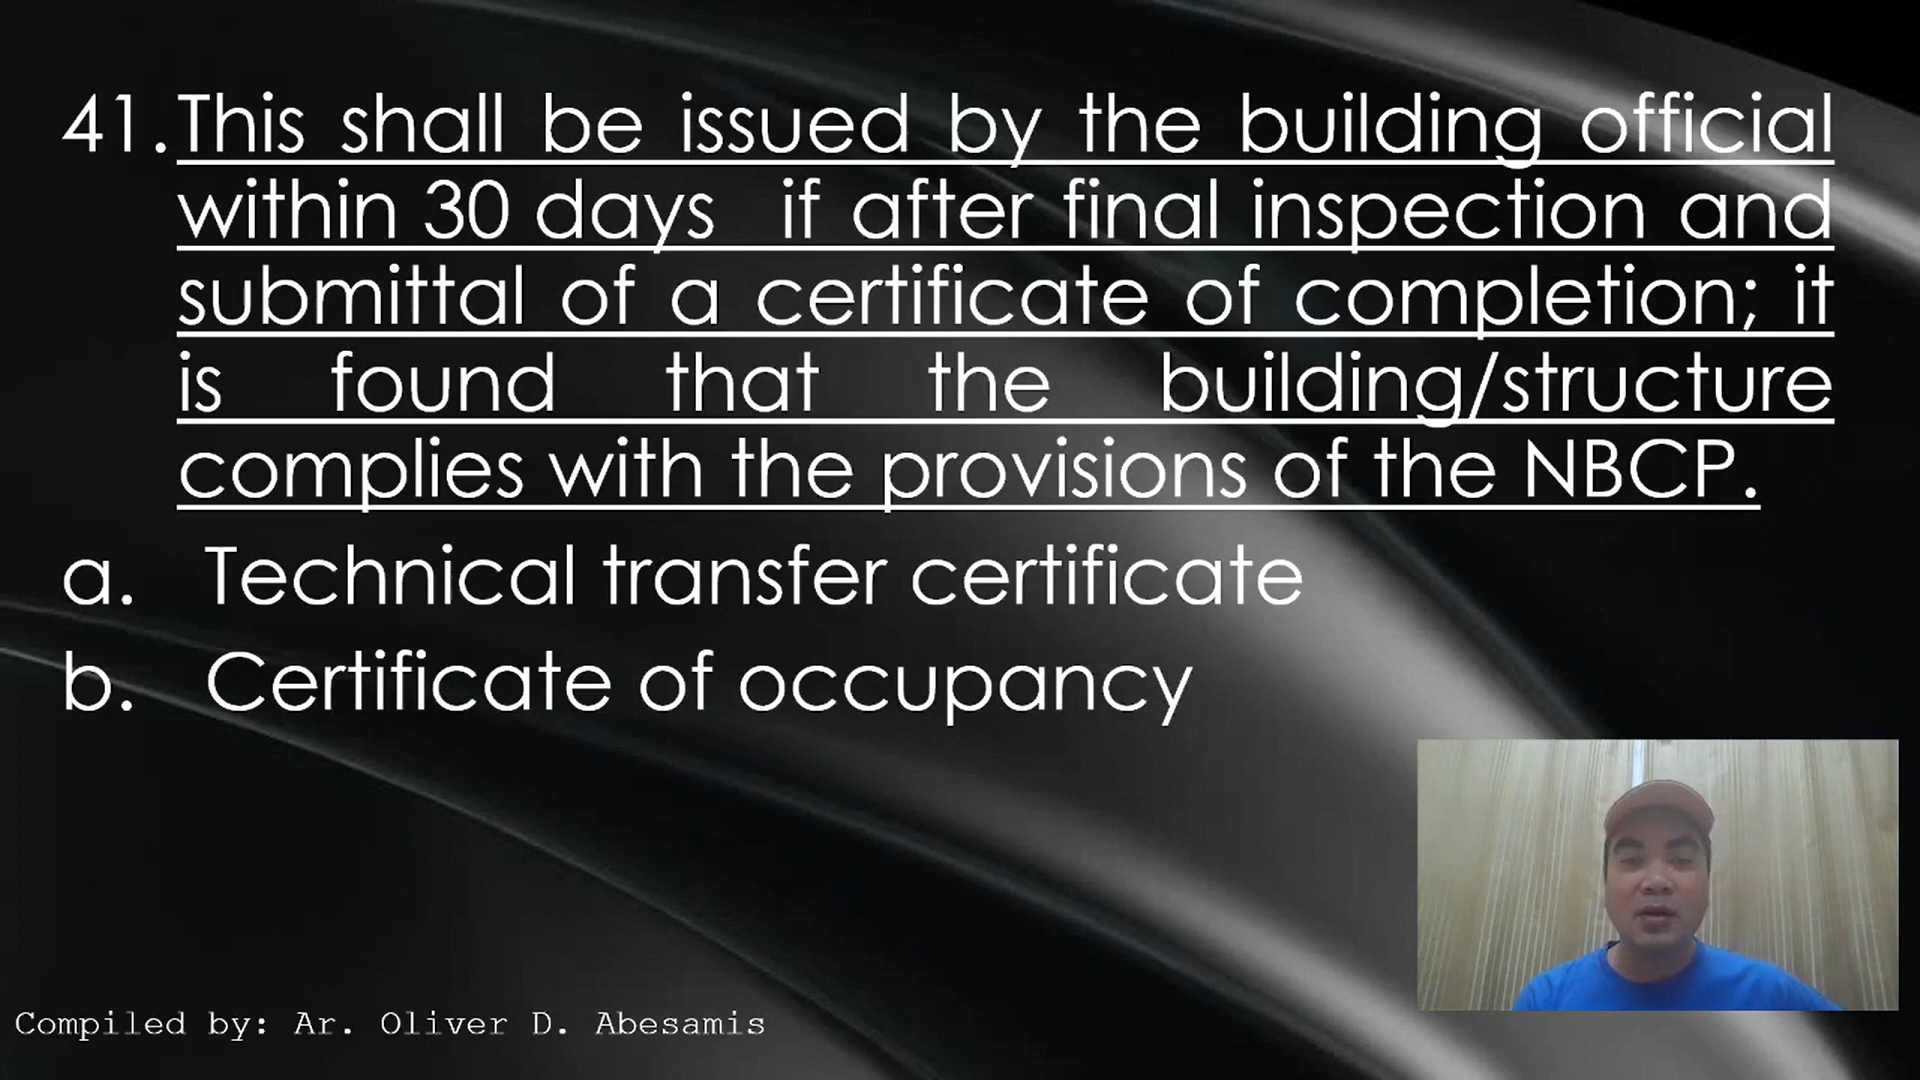 41. This shall be issued by the building official
within 30 days if after final inspection and
submittal of a certificate of completion; it
is found that the building/structure
complies with the provisions of the NBCP.
a. Technical transfer certificate
b. Certificate of occupancy
Compiled by: Ar. Oliver D. Abesamis